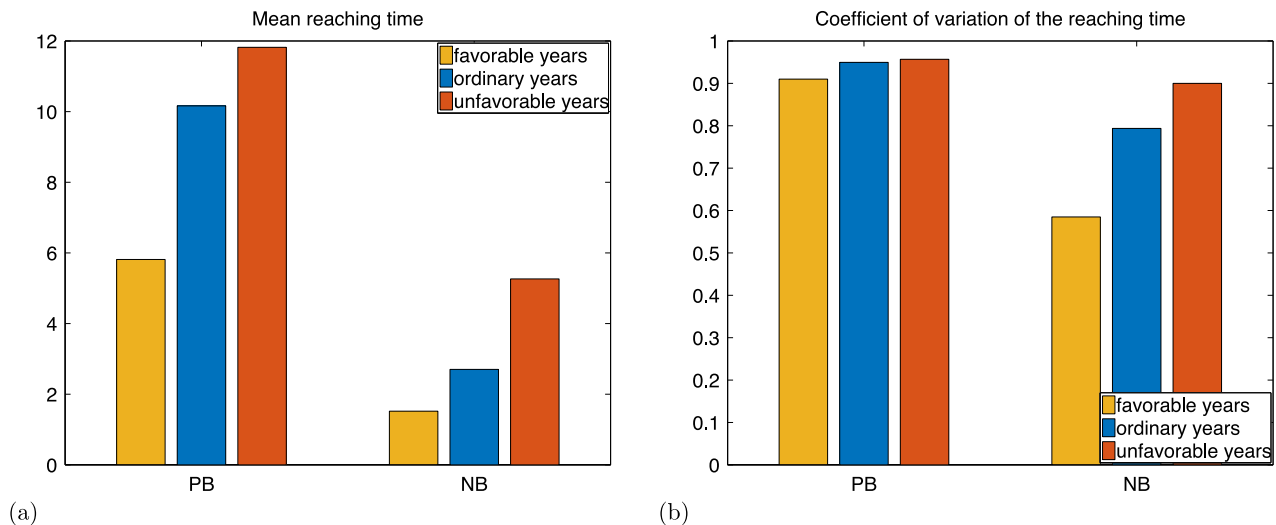 Mean reaching time
12
10
8
6
4
2
0
favorable years
ordinary years
unfavorable years
PB NB
(a)
Coefficient of variation of the reaching time
1
0.9
0.8
0.7
0.6
0.5
0.4
0.3
0.2
0.1
0
favorable years
ordinary years
unfavorable years
PB NB
(b)